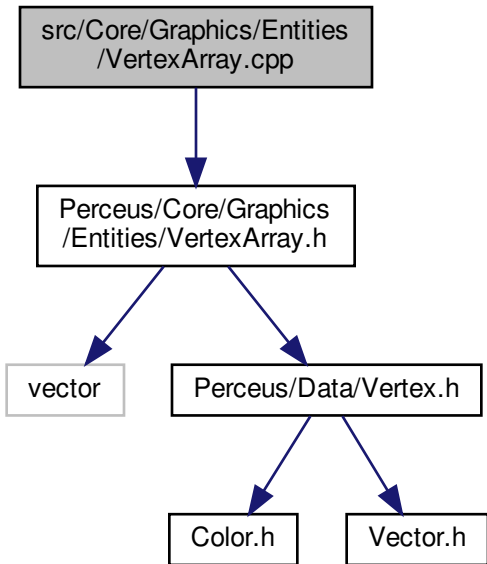 src/Core/Graphics/Entities
/VertexArray.cpp
Perceus/Core/Graphics
/Entities/VertexArray.h
vector
Perceus/Data/Vertex.h
Color.h
Vector.h